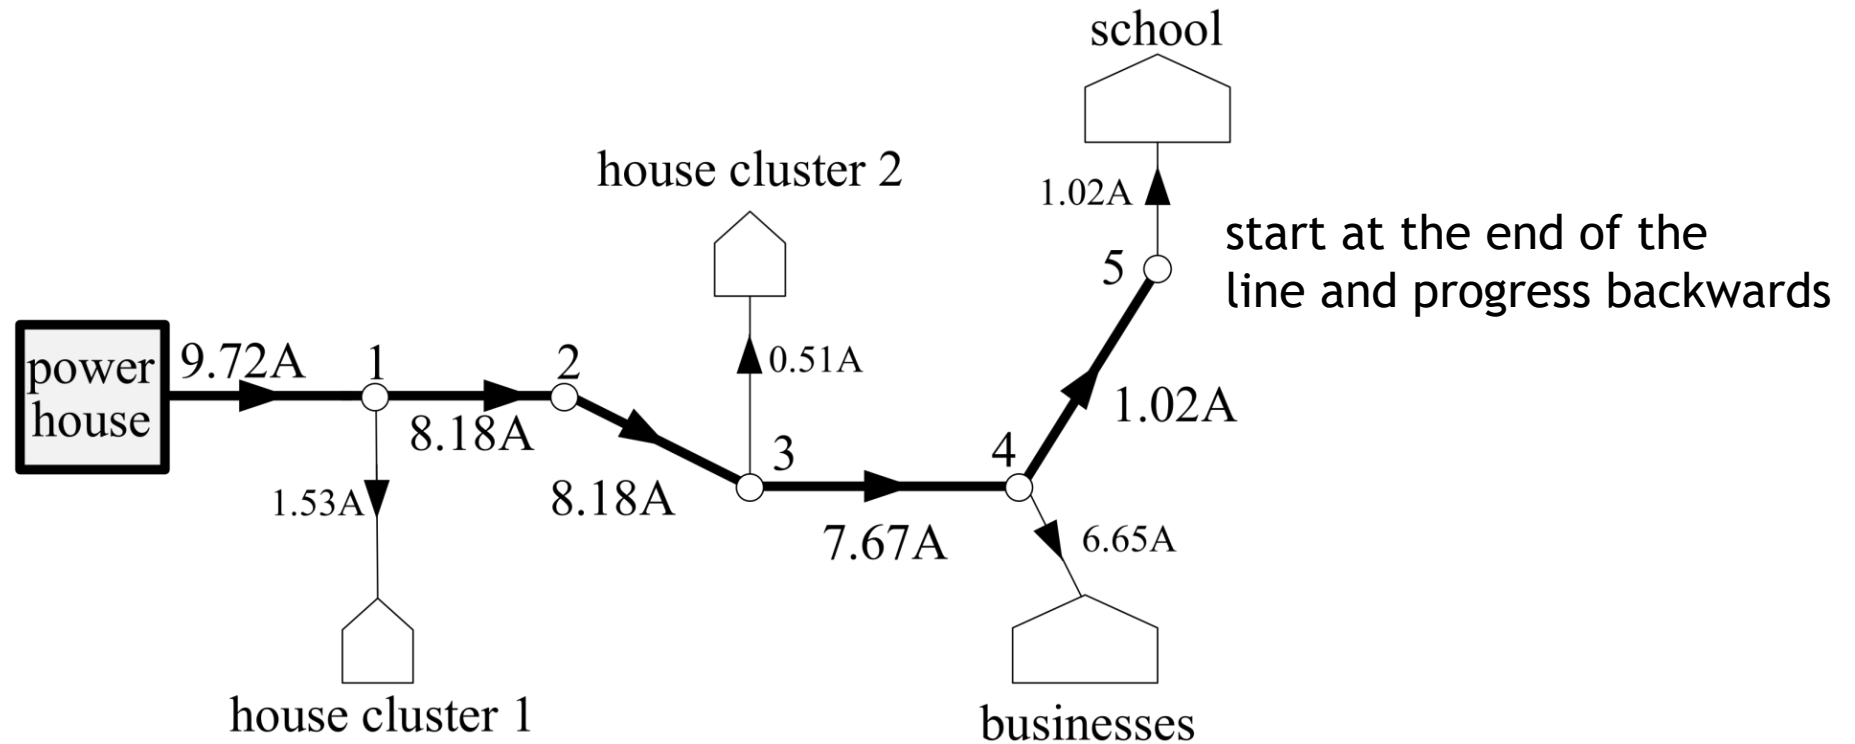 school
house cluster 2
1.02A
start at the end of the
line and progress backwards
5
power
house
9.72A
1
2
0.51A
8.18A
1.02A
3
4
1.53A
8.18A
7.67A
6.65A
house cluster 1
businesses